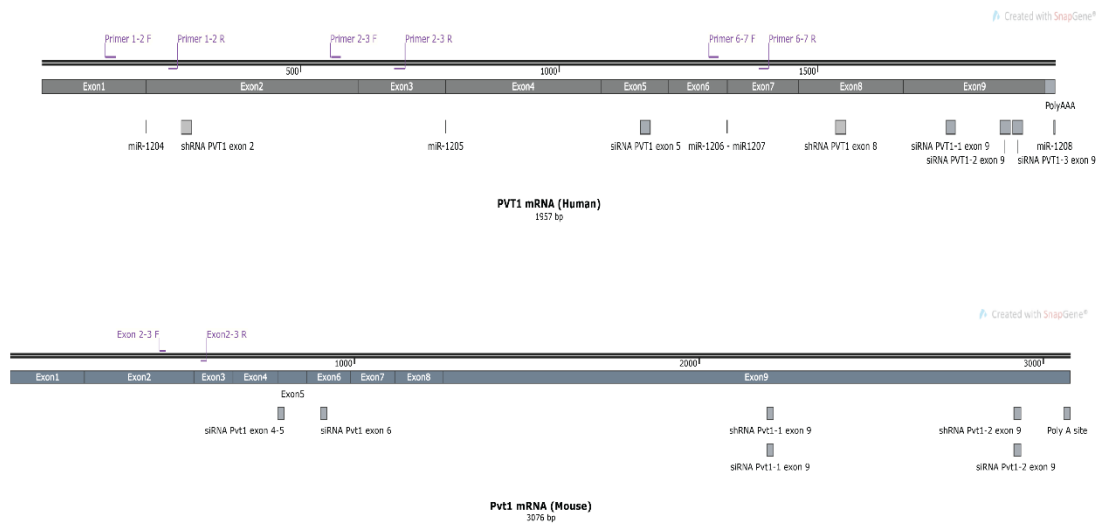 Created with SnapGene®
Primer 1-2 F Primer 1-2 R Primer 2-3 F Primer 2-3 R Primer 6-7 F Primer 6-7 R
500 1000 1500
Exon1 Exon2 Exon3 Exon4 Exon5 Exon6 Exon7 Exon8 Exon9
PolyAAA
miR-1204 shRNA PVT1 exon 2 miR-1205 siRNA PVT1 exon 5 miR-1206 - miR1207 shRNA PVT1 exon 8 siRNA PVT1-1 exon 9 miR-1208
siRNA PVT1-2 exon 9 siRNA PVT1-3 exon 9
PVT1 mRNA (Human)
1957 bp
Created with SnapGene®
Exon 2-3 F Exon2-3 R
1000 2000 3000
Exon1 Exon2 Exon3 Exon4 Exon6 Exon7 Exon8 Exon9
Exon5
siRNA Pvt1 exon 4-5 siRNA Pvt1 exon 6 shRNA Pvt1-1 exon 9 shRNA Pvt1-2 exon 9 Poly A site
siRNA Pvt1-1 exon 9 siRNA Pvt1-2 exon 9
Pvt1 mRNA (Mouse)
3076 bp